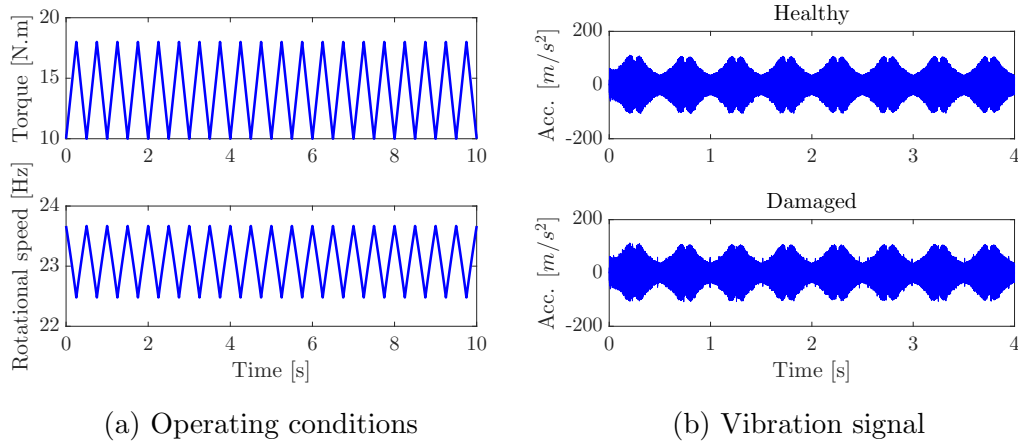 Torque [N.m]
20
15
10
0 2 4 6 8 10
Rotational speed [Hz]
24
23
22
0 2 4 6 8 10
Time [s]
(a) Operating conditions
Healthy
Acc. [m/s²]
200
0
-200
0 1 2 3 4
Damaged
Acc. [m/s²]
200
0
-200
0 1 2 3 4
Time [s]
(b) Vibration signal